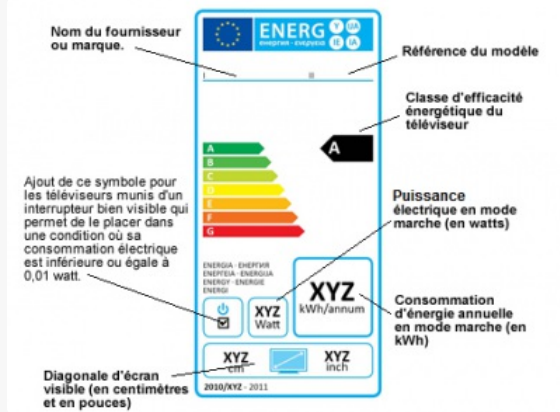 Nom du fournisseur
ou marque.
ENERG Y UA
енергия · ενεργεια IE IA
Référence du modèle
I II
Classe d'efficacité
énergétique du
téléviseur
A
A
B
C
D
E
F
G
Ajout de ce symbole pour
les téléviseurs munis d'un
interrupteur bien visible qui
permet de le placer dans
une condition où sa
consommation électrique
est inférieure ou égale à
0,01 watt.
Puissance
électrique en mode
marche (en watts)
ENERGIA · ЕНЕРГИЯ
ΕΝΕΡΓΕΙΑ · ENERGIJA
ENERGY · ENERGIE
ENERGI
XYZ
Watt
XYZ
kWh/annum
Consommation
d'énergie annuelle
en mode marche (en
kWh)
XYZ
cm
XYZ
inch
Diagonale d'écran
visible (en centimètres
et en pouces)
2010/XYZ - 2011